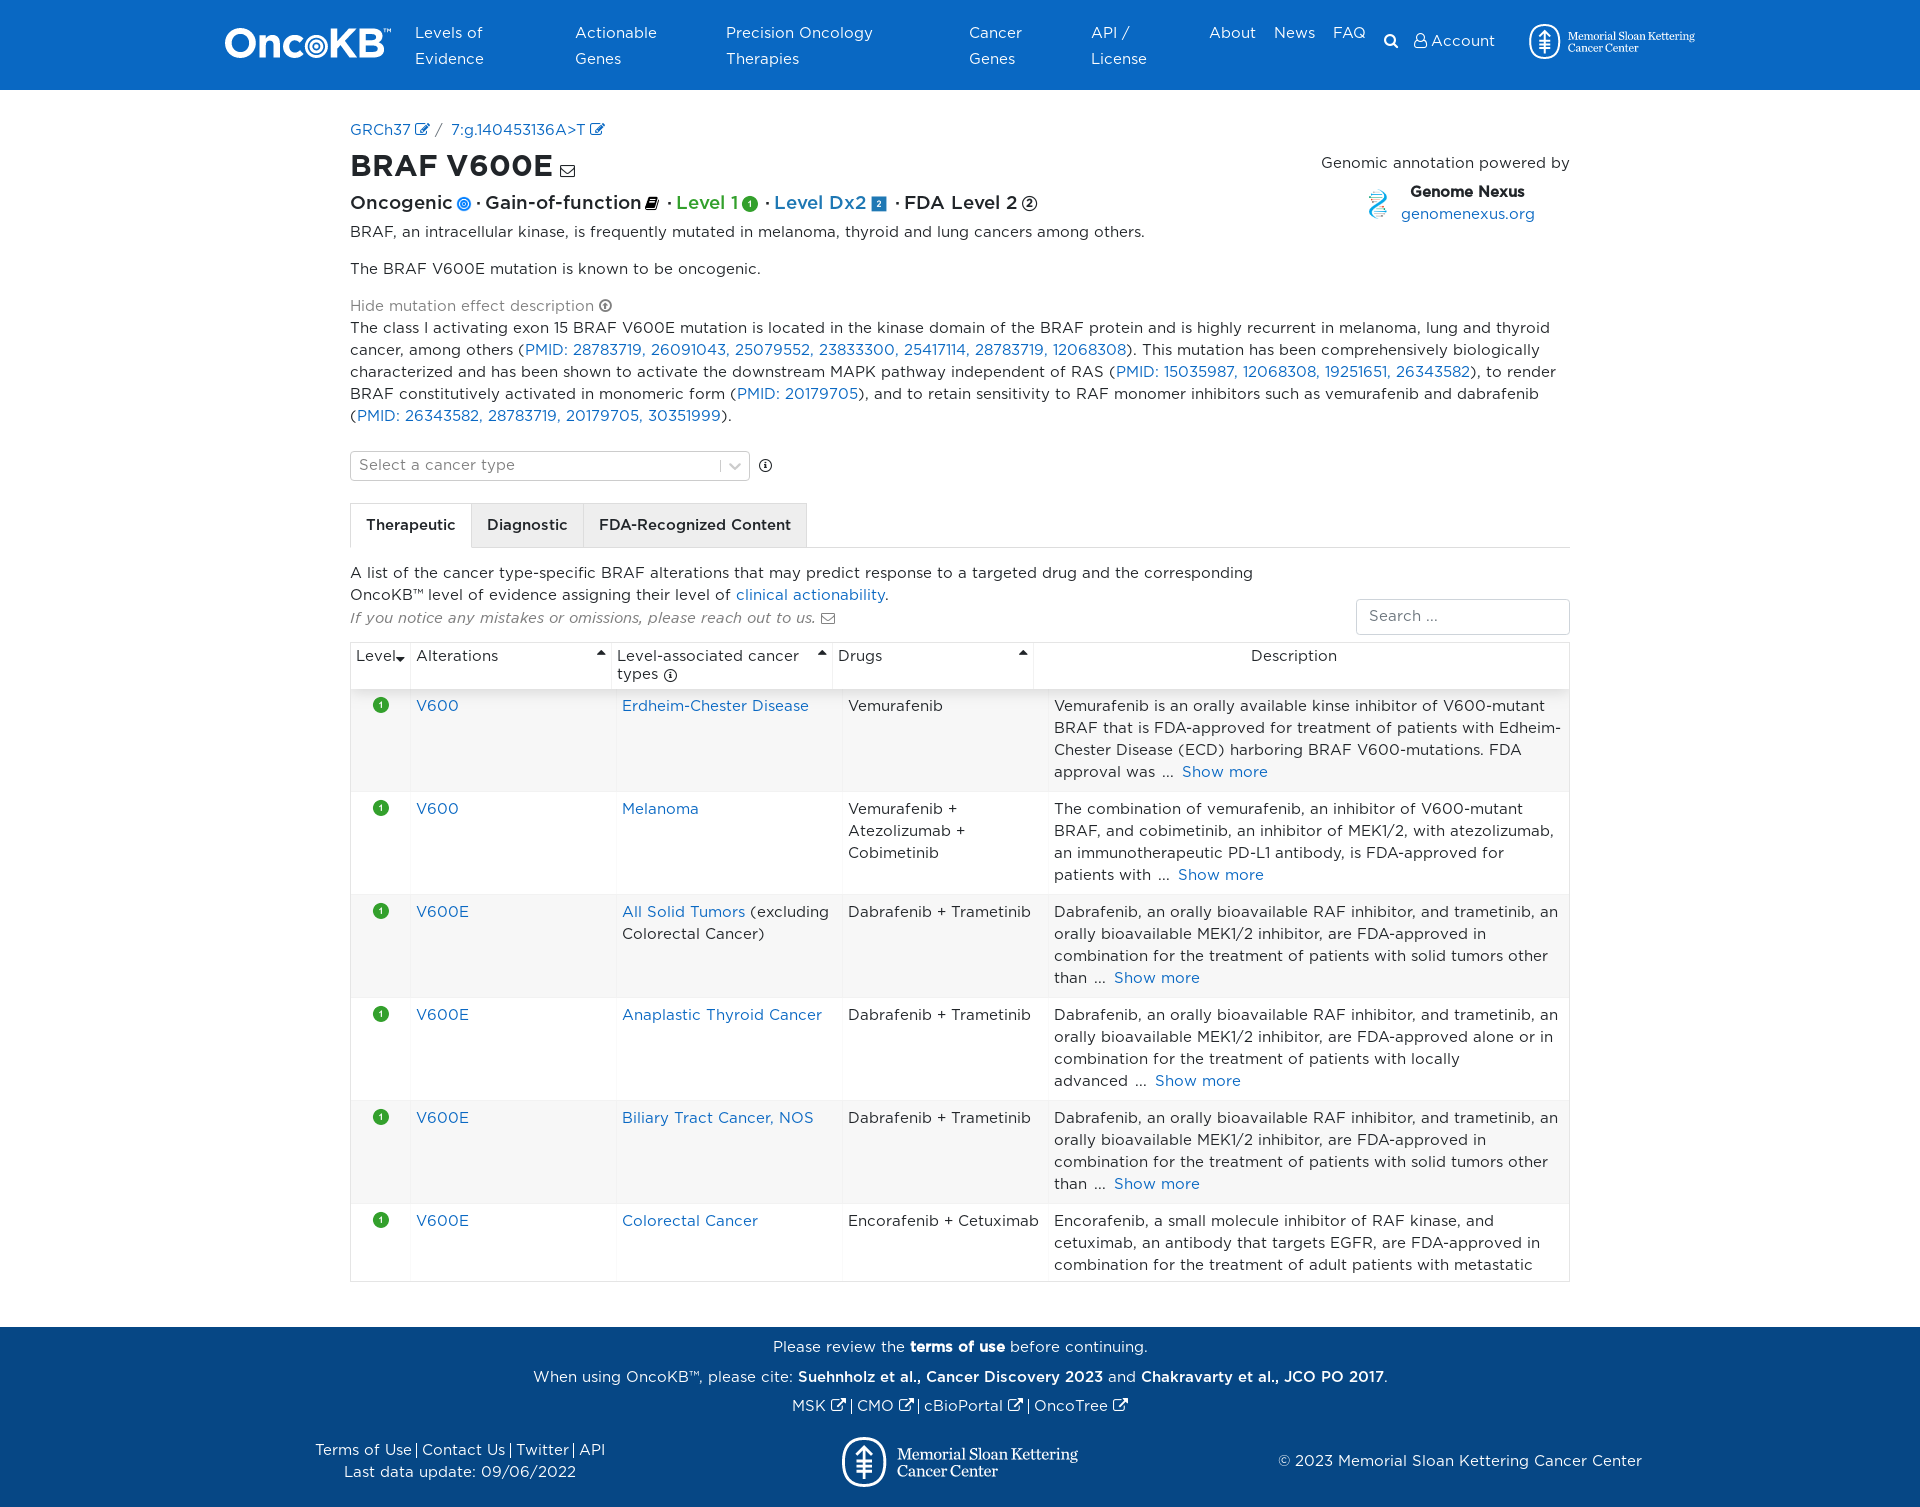 OncoKB™
Levels of
Evidence
Actionable
Genes
Precision Oncology
Therapies
Cancer
Genes
API /
License
About
News
FAQ
Account
Memorial Sloan Kettering
Cancer Center
GRCh37 / 7:g.140453136A>T
BRAF V600E
Genomic annotation powered by
Genome Nexus
genomenexus.org
Oncogenic · Gain-of-function · Level 1 1 · Level Dx2 2 · FDA Level 2 2
BRAF, an intracellular kinase, is frequently mutated in melanoma, thyroid and lung cancers among others.
The BRAF V600E mutation is known to be oncogenic.
Hide mutation effect description
The class I activating exon 15 BRAF V600E mutation is located in the kinase domain of the BRAF protein and is highly recurrent in melanoma, lung and thyroid
cancer, among others (PMID: 28783719, 26091043, 25079552, 23833300, 25417114, 28783719, 12068308). This mutation has been comprehensively biologically
characterized and has been shown to activate the downstream MAPK pathway independent of RAS (PMID: 15035987, 12068308, 19251651, 26343582), to render
BRAF constitutively activated in monomeric form (PMID: 20179705), and to retain sensitivity to RAF monomer inhibitors such as vemurafenib and dabrafenib
(PMID: 26343582, 28783719, 20179705, 30351999).
Select a cancer type
Therapeutic
Diagnostic
FDA-Recognized Content
A list of the cancer type-specific BRAF alterations that may predict response to a targeted drug and the corresponding
OncoKB™ level of evidence assigning their level of clinical actionability.
If you notice any mistakes or omissions, please reach out to us.
Search ...
Level
Alterations
Level-associated cancer
types
Drugs
Description
1
V600
Erdheim-Chester Disease
Vemurafenib
Vemurafenib is an orally available kinse inhibitor of V600-mutant
BRAF that is FDA-approved for treatment of patients with Edheim-
Chester Disease (ECD) harboring BRAF V600-mutations. FDA
approval was ... Show more
1
V600
Melanoma
Vemurafenib +
Atezolizumab +
Cobimetinib
The combination of vemurafenib, an inhibitor of V600-mutant
BRAF, and cobimetinib, an inhibitor of MEK1/2, with atezolizumab,
an immunotherapeutic PD-L1 antibody, is FDA-approved for
patients with ... Show more
1
V600E
All Solid Tumors (excluding
Colorectal Cancer)
Dabrafenib + Trametinib
Dabrafenib, an orally bioavailable RAF inhibitor, and trametinib, an
orally bioavailable MEK1/2 inhibitor, are FDA-approved in
combination for the treatment of patients with solid tumors other
than ... Show more
1
V600E
Anaplastic Thyroid Cancer
Dabrafenib + Trametinib
Dabrafenib, an orally bioavailable RAF inhibitor, and trametinib, an
orally bioavailable MEK1/2 inhibitor, are FDA-approved alone or in
combination for the treatment of patients with locally
advanced ... Show more
1
V600E
Biliary Tract Cancer, NOS
Dabrafenib + Trametinib
Dabrafenib, an orally bioavailable RAF inhibitor, and trametinib, an
orally bioavailable MEK1/2 inhibitor, are FDA-approved in
combination for the treatment of patients with solid tumors other
than ... Show more
1
V600E
Colorectal Cancer
Encorafenib + Cetuximab
Encorafenib, a small molecule inhibitor of RAF kinase, and
cetuximab, an antibody that targets EGFR, are FDA-approved in
combination for the treatment of adult patients with metastatic
Please review the terms of use before continuing.
When using OncoKB™, please cite: Suehnholz et al., Cancer Discovery 2023 and Chakravarty et al., JCO PO 2017.
MSK | CMO | cBioPortal | OncoTree
Terms of Use | Contact Us | Twitter | API
Last data update: 09/06/2022
Memorial Sloan Kettering
Cancer Center
© 2023 Memorial Sloan Kettering Cancer Center